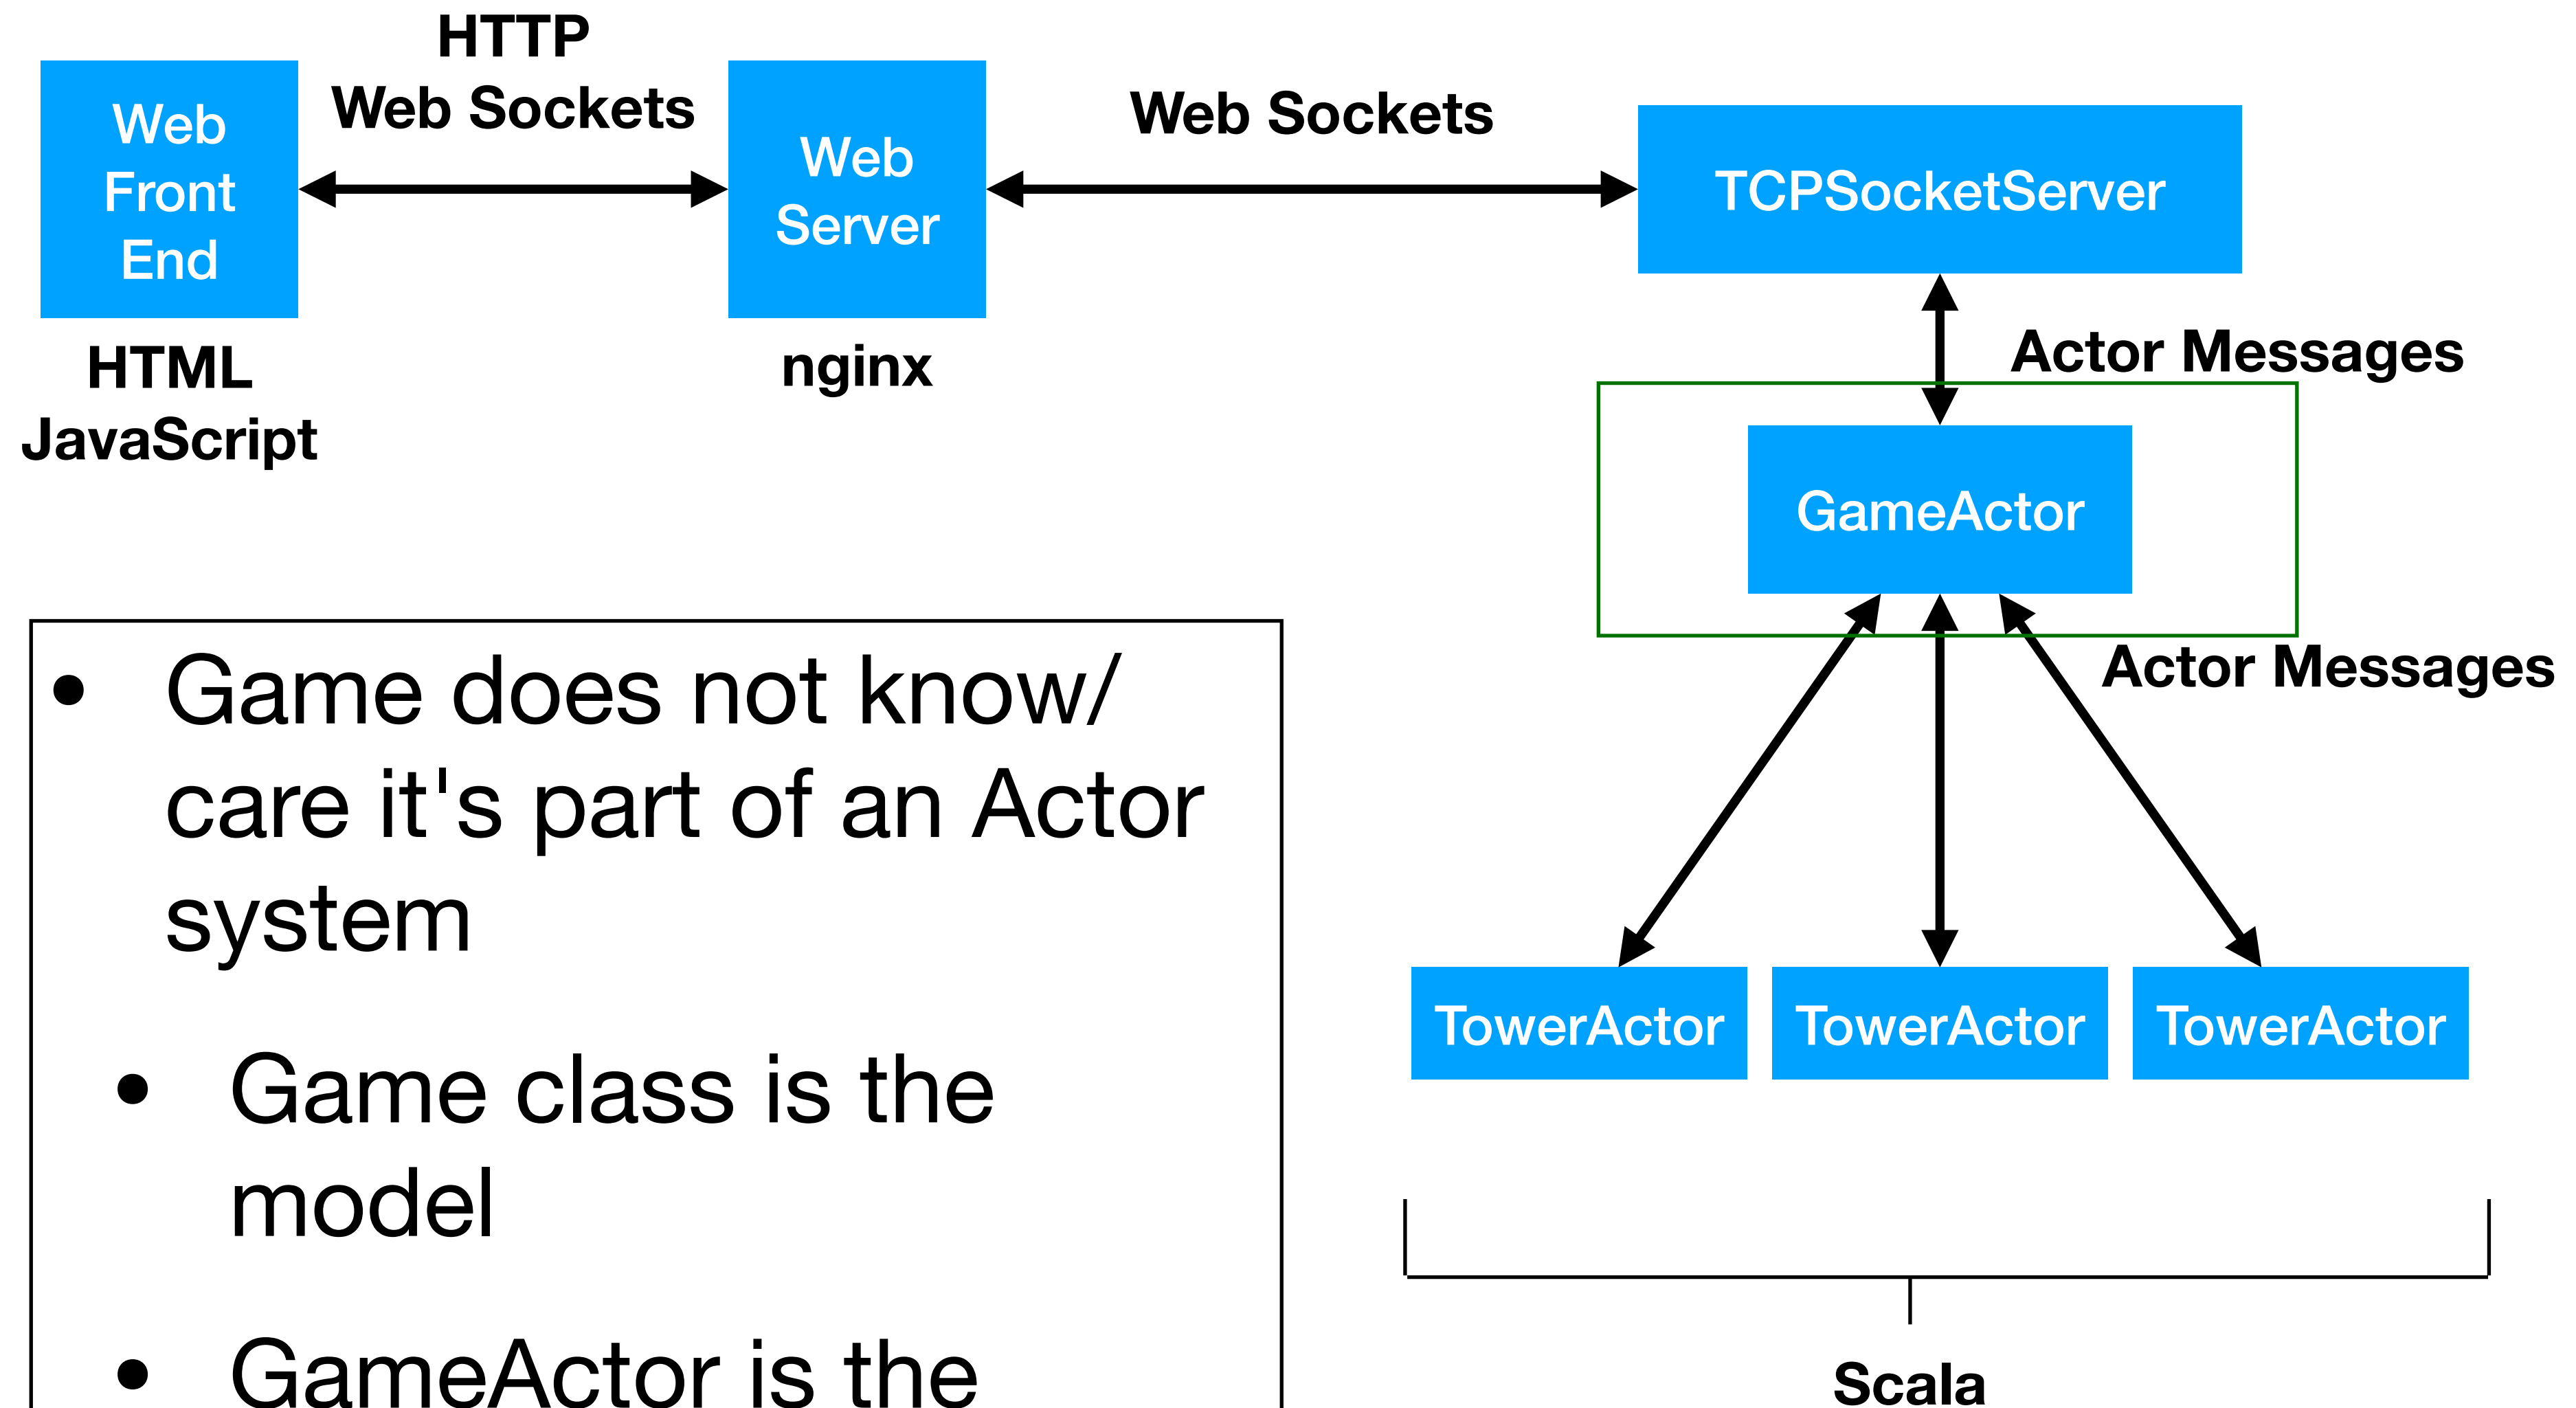 HTTP
Web Sockets
Web
Front
End
HTML
JavaScript
Web
Server
nginx
Web Sockets
TCPSocketServer
Actor Messages
GameActor
Actor Messages
TowerActor
TowerActor
TowerActor
Scala
• Game does not know/
care it's part of an Actor
system
• Game class is the
model
• GameActor is the